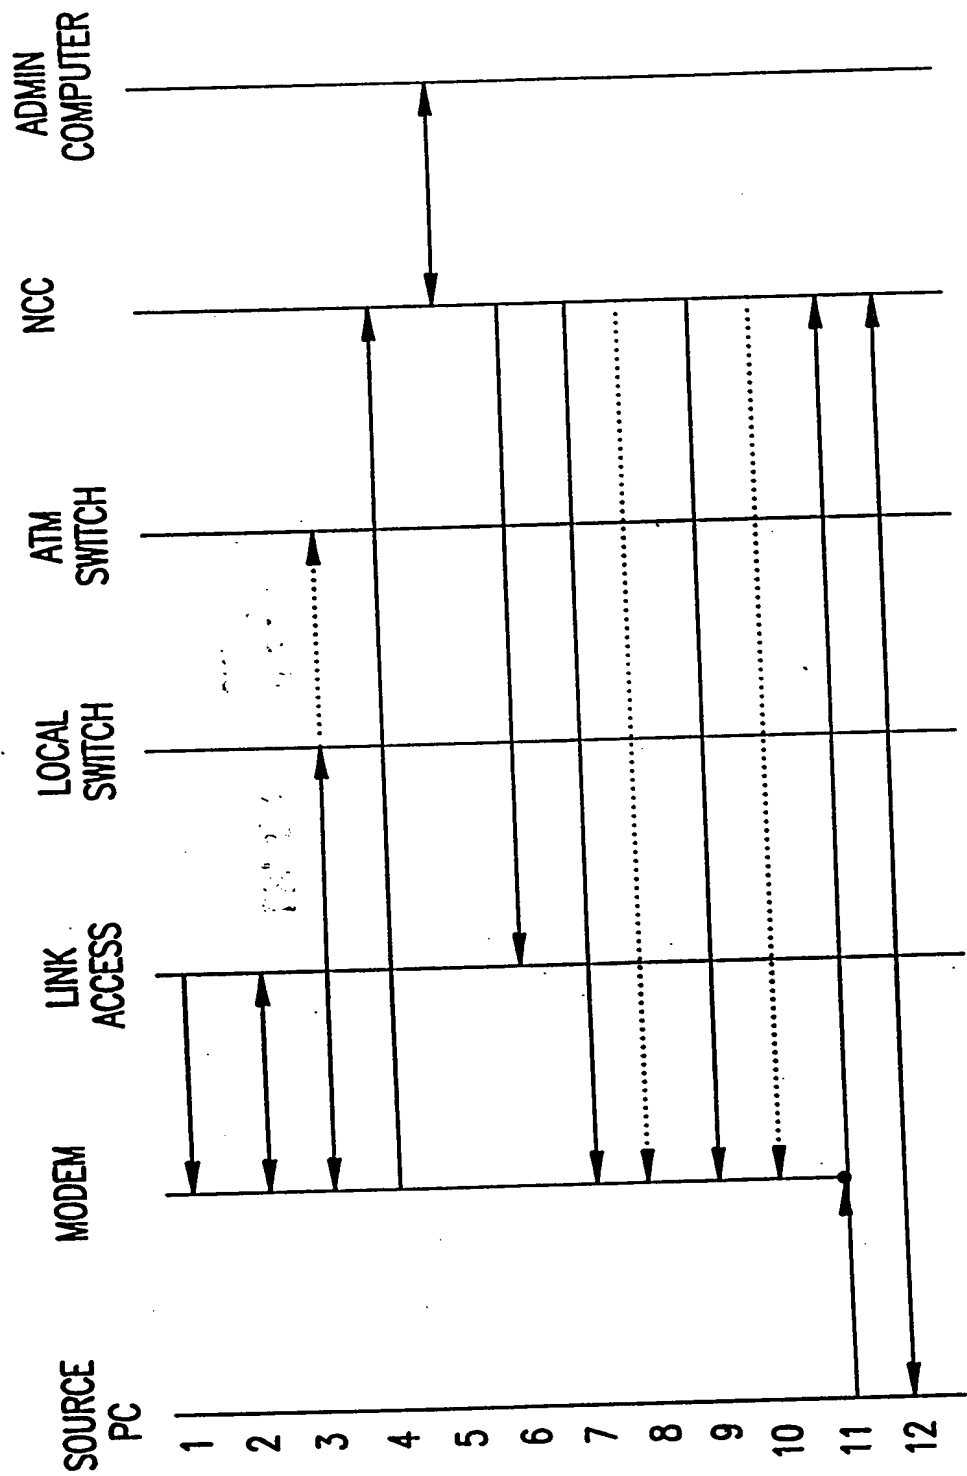 SOURCE
PC
MODEM
LINK
ACCESS
LOCAL
SWITCH
ATM
SWITCH
NCC
ADMIN
COMPUTER
1
2
3
4
5
6
7
8
9
10
11
12